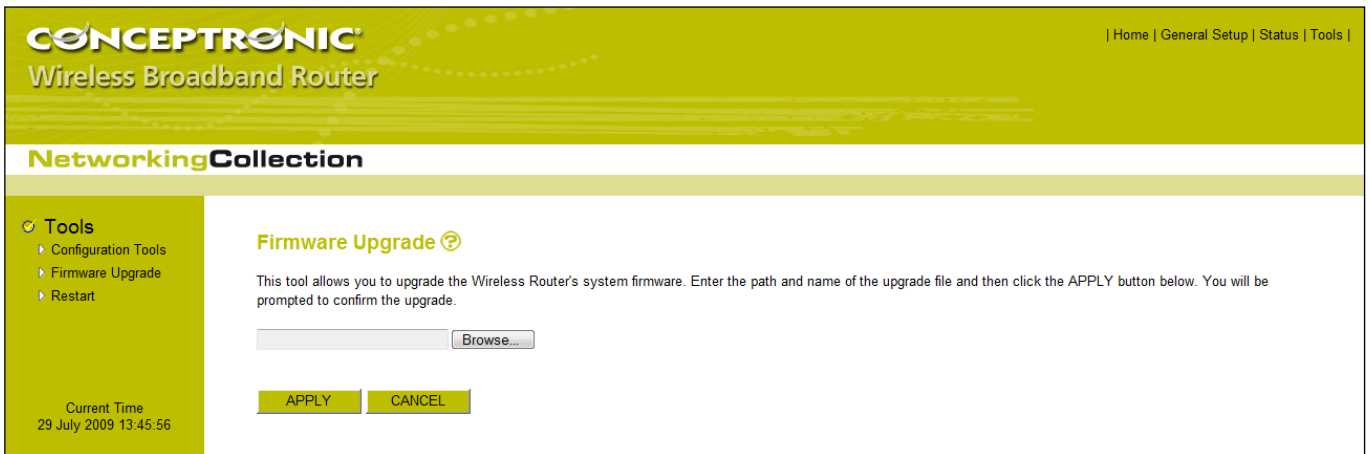 CONCEPTRONIC®
| Home | General Setup | Status | Tools |
Wireless Broadband Router
NetworkingCollection
Tools
Configuration Tools
Firmware Upgrade
Restart
Current Time
29 July 2009 13:45:56
Firmware Upgrade ?
This tool allows you to upgrade the Wireless Router's system firmware. Enter the path and name of the upgrade file and then click the APPLY button below. You will be
prompted to confirm the upgrade.
Browse...
APPLY CANCEL